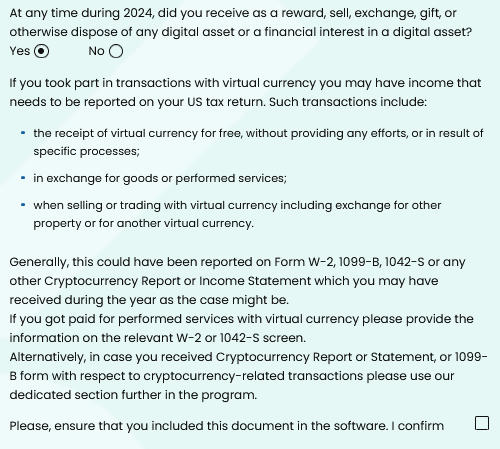 At any time during 2024, did you receive as a reward, sell, exchange, gift, or
otherwise dispose of any digital asset or a financial interest in a digital asset?
Yes No
If you took part in transactions with virtual currency you may have income that
needs to be reported on your US tax return. Such transactions include:
the receipt of virtual currency for free, without providing any efforts, or in result of
specific processes;
in exchange for goods or performed services;
when selling or trading with virtual currency including exchange for other
property or for another virtual currency.
Generally, this could have been reported on Form W-2, 1099-B, 1042-S or any
other Cryptocurrency Report or Income Statement which you may have
received during the year as the case might be.
If you got paid for performed services with virtual currency please provide the
information on the relevant W-2 or 1042-S screen.
Alternatively, in case you received Cryptocurrency Report or Statement, or 1099-
B form with respect to cryptocurrency-related transactions please use our
dedicated section further in the program.
Please, ensure that you included this document in the software. I confirm